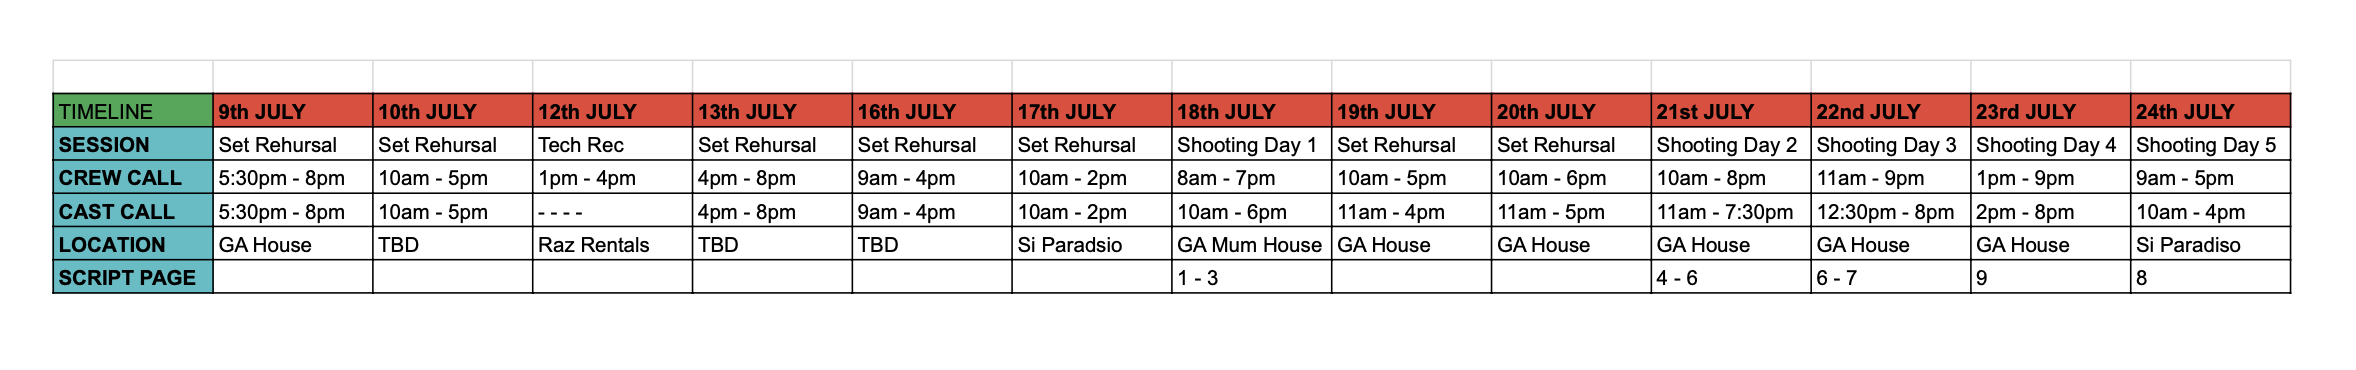 TIMELINE 9th JULY 10th JULY 12th JULY 13th JULY 16th JULY 17th JULY 18th JULY 19th JULY 20th JULY 21st JULY 22nd JULY 23rd JULY 24th JULY
SESSION Set Rehursal Set Rehursal Tech Rec Set Rehursal Set Rehursal Set Rehursal Shooting Day 1 Set Rehursal Set Rehursal Shooting Day 2 Shooting Day 3 Shooting Day 4 Shooting Day 5
CREW CALL 5:30pm - 8pm 10am - 5pm 1pm - 4pm 4pm - 8pm 9am - 4pm 10am - 2pm 8am - 7pm 10am - 5pm 10am - 6pm 10am - 8pm 11am - 9pm 1pm - 9pm 9am - 5pm
CAST CALL 5:30pm - 8pm 10am - 5pm - - - - 4pm - 8pm 9am - 4pm 10am - 2pm 10am - 6pm 11am - 4pm 11am - 5pm 11am - 7:30pm 12:30pm - 8pm 2pm - 8pm 10am - 4pm
LOCATION GA House TBD Raz Rentals TBD TBD Si Paradsio GA Mum House GA House GA House GA House GA House GA House Si Paradiso
SCRIPT PAGE 1 - 3 4 - 6 6 - 7 9 8